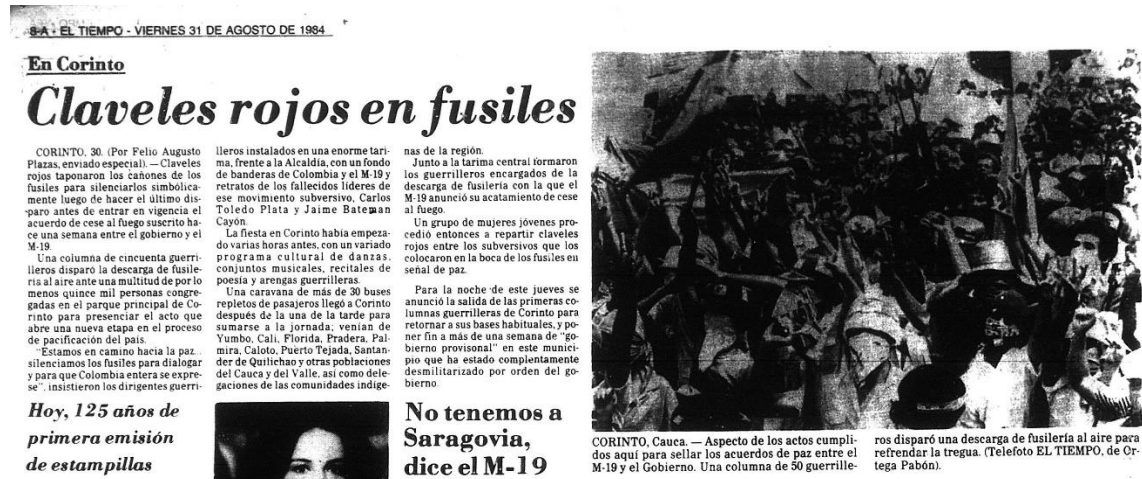 8-A - EL TIEMPO - VIERNES 31 DE AGOSTO DE 1984
En Corinto
Claveles rojos en fusiles
CORINTO, 30. (Por Felio Augusto
Plazas, enviado especial). — Claveles
rojos taponaron los cañones de los
fusiles para silenciarlos simbólica-
mente luego de hacer el último dis-
paro antes de entrar en vigencia el
acuerdo de cese al fuego suscrito ha-
ce una semana entre el gobierno y el
M-19.
Una columna de cincuenta guerri-
lleros disparó la descarga de fusile-
ría al aire ante una multitud de por lo
menos quince mil personas congre-
gadas en el parque principal de Co-
rinto para presenciar el acto que
abre una nueva etapa en el proceso
de pacificación del país.
"Estamos en camino hacia la paz...
silenciamos los fusiles para dialogar
y para que Colombia entera se expre-
se", insistieron los dirigentes guerri-
lleros instalados en una enorme tari-
ma, frente a la Alcaldía, con un fondo
de banderas de Colombia y el M-19 y
retratos de los fallecidos líderes de
ese movimiento subversivo, Carlos
Toledo Plata y Jaime Bateman
Cayón.
La fiesta en Corinto había empeza-
do varias horas antes, con un variado
programa cultural de danzas,
conjuntos musicales, recitales de
poesía y arengas guerrilleras.
Una caravana de más de 30 buses
repletos de pasajeros llegó a Corinto
después de la una de la tarde para
sumarse a la jornada; venían de
Yumbo, Cali, Florida, Pradera, Pal-
mira, Caloto, Puerto Tejada, Santan-
der de Quilichao y otras poblaciones
del Cauca y del Valle, así como dele-
gaciones de las comunidades indíge-
nas de la región.
Junto a la tarima central formaron
los guerrilleros encargados de la
descarga de fusilería con la que el
M-19 anunció su acatamiento de cese
al fuego.
Un grupo de mujeres jóvenes pro-
cedió entonces a repartir claveles
rojos entre los subversivos que los
colocaron en la boca de los fusiles en
señal de paz.
Para la noche de este jueves se
anunció la salida de las primeras co-
lumnas guerrilleras de Corinto para
retornar a sus bases habituales, y po-
ner fin a más de una semana de "go-
bierno provisonal" en este munici-
pio que ha estado complentamente
desmilitarizado por orden del go-
bierno
CORINTO, Cauca. — Aspecto de los actos cumpli-
dos aquí para sellar los acuerdos de paz entre el
M-19 y el Gobierno. Una columna de 50 guerrille-
ros disparó una descarga de fusilería al aire para
refrendar la tregua. (Telefoto EL TIEMPO, de Or-
tega Pabón).
Hoy, 125 años de
primera emisión
de estampillas
No tenemos a
Saragovia,
dice el M-19